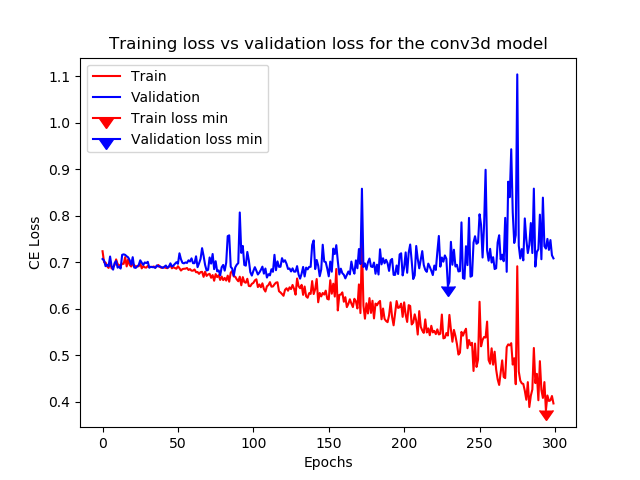 Training loss vs validation loss for the conv3d model
Train
Validation
Train loss min
Validation loss min
CE Loss
1.1
1.0
0.9
0.8
0.7
0.6
0.5
0.4
0 50 100 150 200 250 300
Epochs